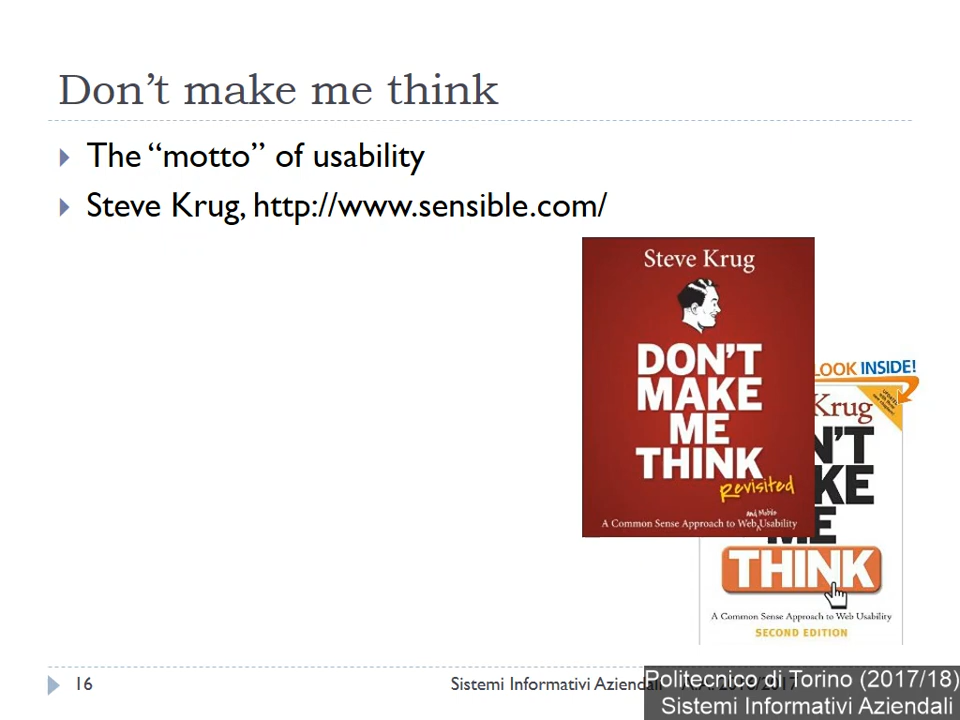 Don't make me think
The “motto” of usability
Steve Krug, http://www.sensible.com/
Steve Krug
DON'T
MAKE
ME
THINK
Revisited
and Mobile
A Common Sense Approach to Web Usability
LOOK INSIDE!
Krug
N'T
KE
ME
THINK
A Common Sense Approach to Web Usability
SECOND EDITION
16
Sistemi Informativi Aziendali
Politecnico di Torino (2017/18)
Sistemi Informativi Aziendali